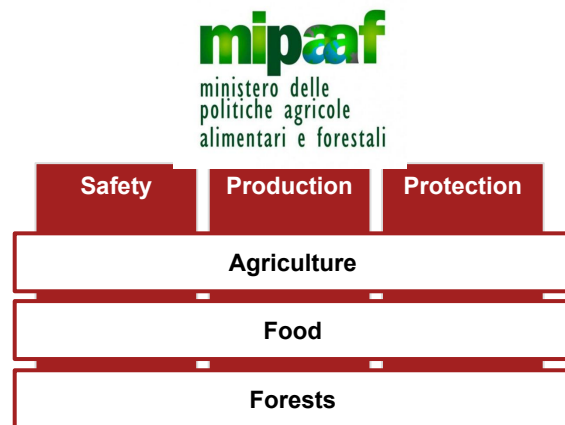 mipaaf
ministero delle
politiche agricole
alimentari e forestali
Safety Production Protection
Agriculture
Food
Forests